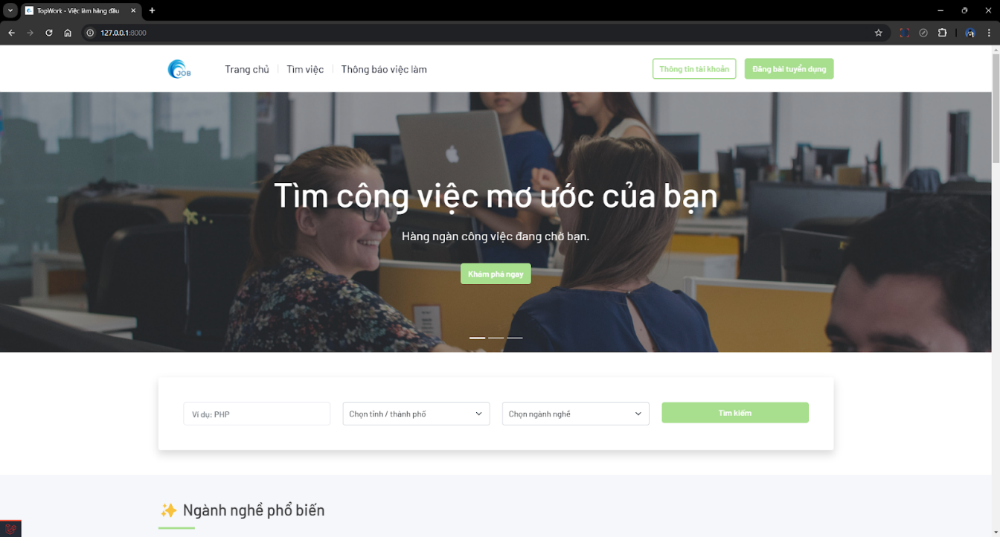 TopWork - Việc làm hàng đầu
127.0.0.1:8000
JOB
Trang chủ
Tìm việc
Thông báo việc làm
Thông tin tài khoản
Đăng bài tuyển dụng
Tìm công việc mơ ước của bạn
Hàng ngàn công việc đang chờ bạn.
Khám phá ngay
Ví dụ: PHP
Chọn tỉnh / thành phố
Chọn ngành nghề
Tìm kiếm
✨ Ngành nghề phổ biến